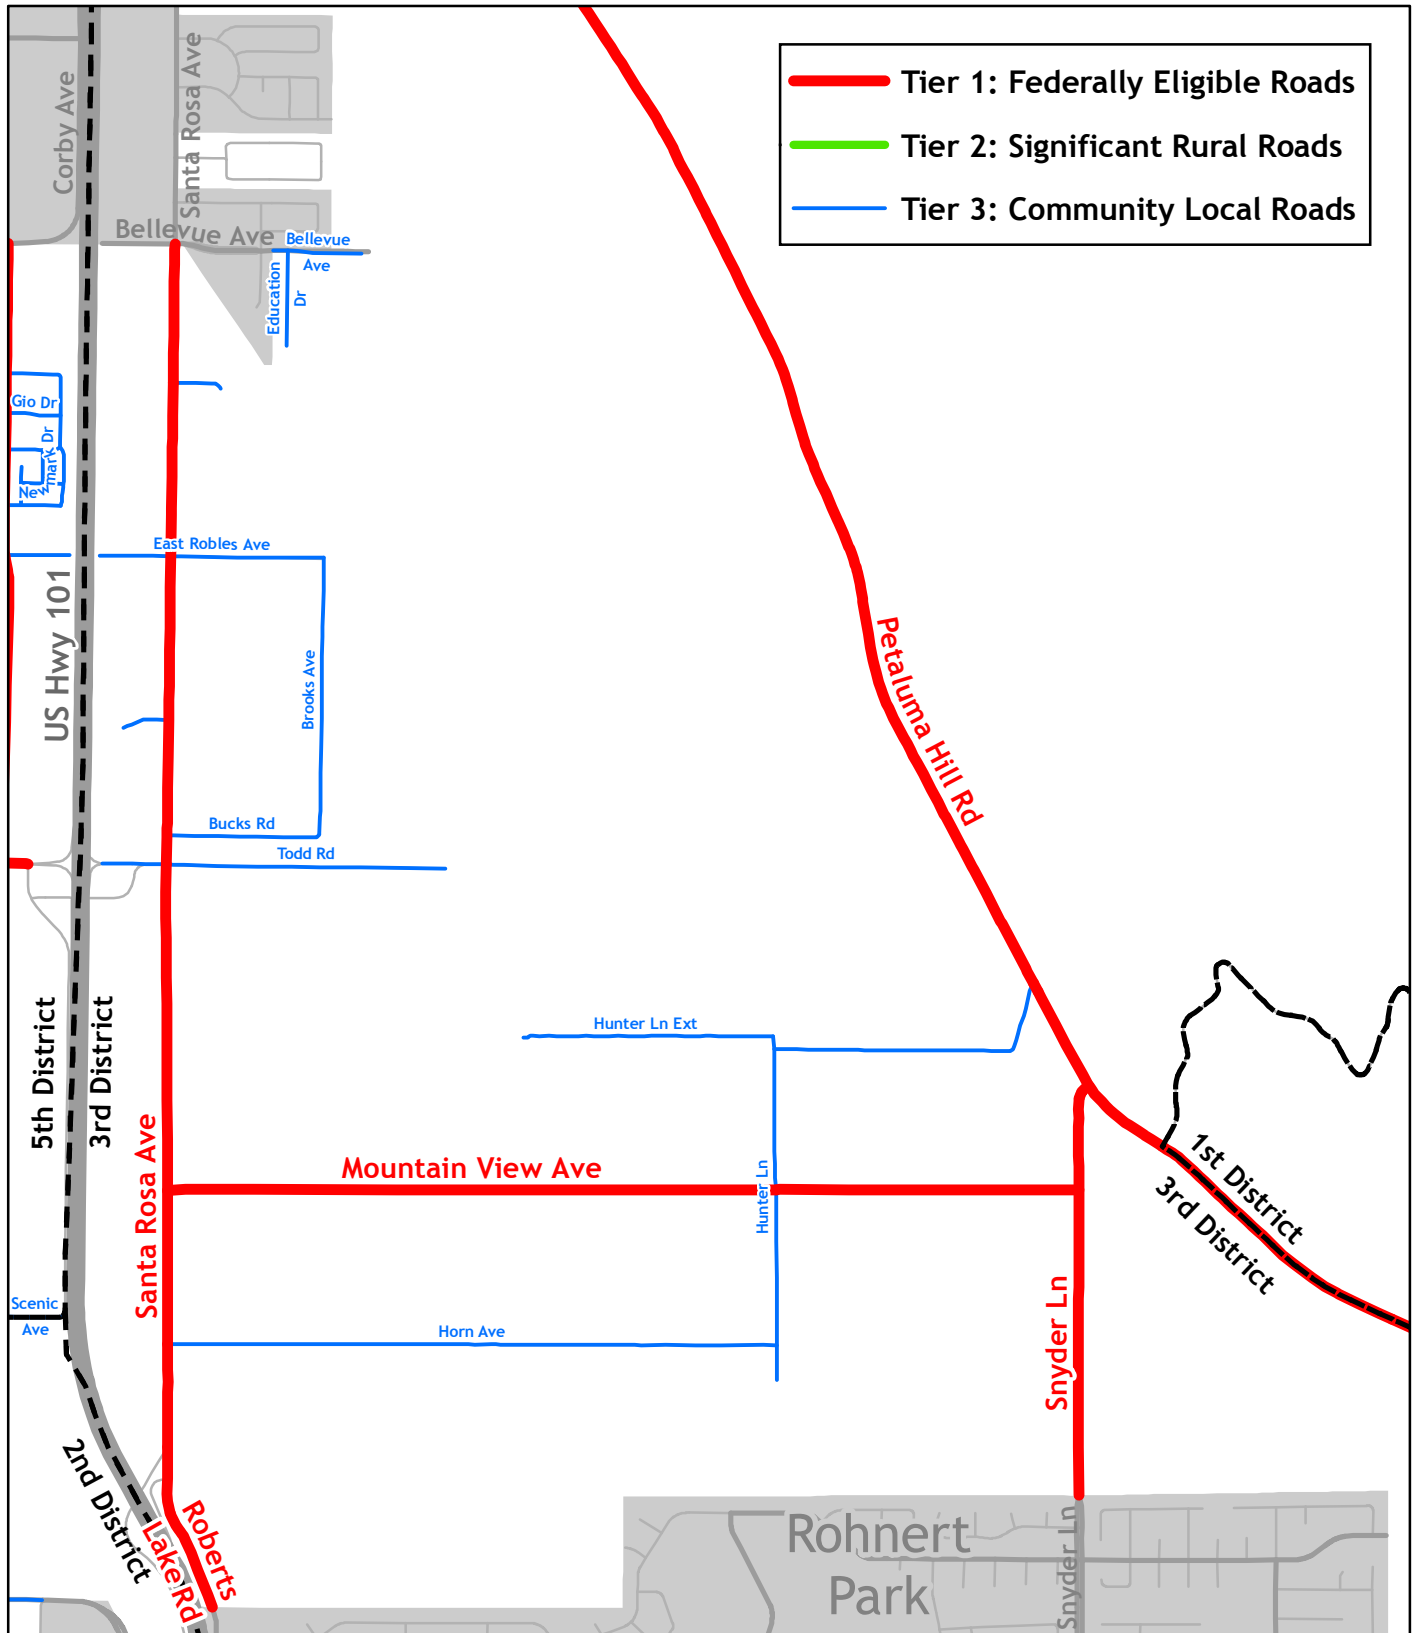 Tier 1: Federally Eligible Roads
Tier 2: Significant Rural Roads
Tier 3: Community Local Roads
Corby Ave
Santa Rosa Ave
Bellevue Ave
Bellevue
Ave
Education
Dr
Gio Dr
Newmark Dr
East Robles Ave
US Hwy 101
Brooks Ave
Petaluma Hill Rd
Bucks Rd
Todd Rd
5th District
3rd District
Hunter Ln Ext
Santa Rosa Ave
Mountain View Ave
Hunter Ln
1st District
3rd District
Scenic
Ave
Horn Ave
Snyder Ln
2nd District
Roberts
Lake Rd
Rohnert
Park
Snyder Ln